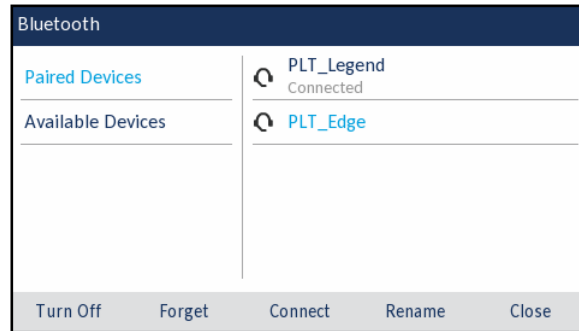 Bluetooth
Paired Devices
Available Devices
PLT_Legend
Connected
PLT_Edge
Turn Off Forget Connect Rename Close